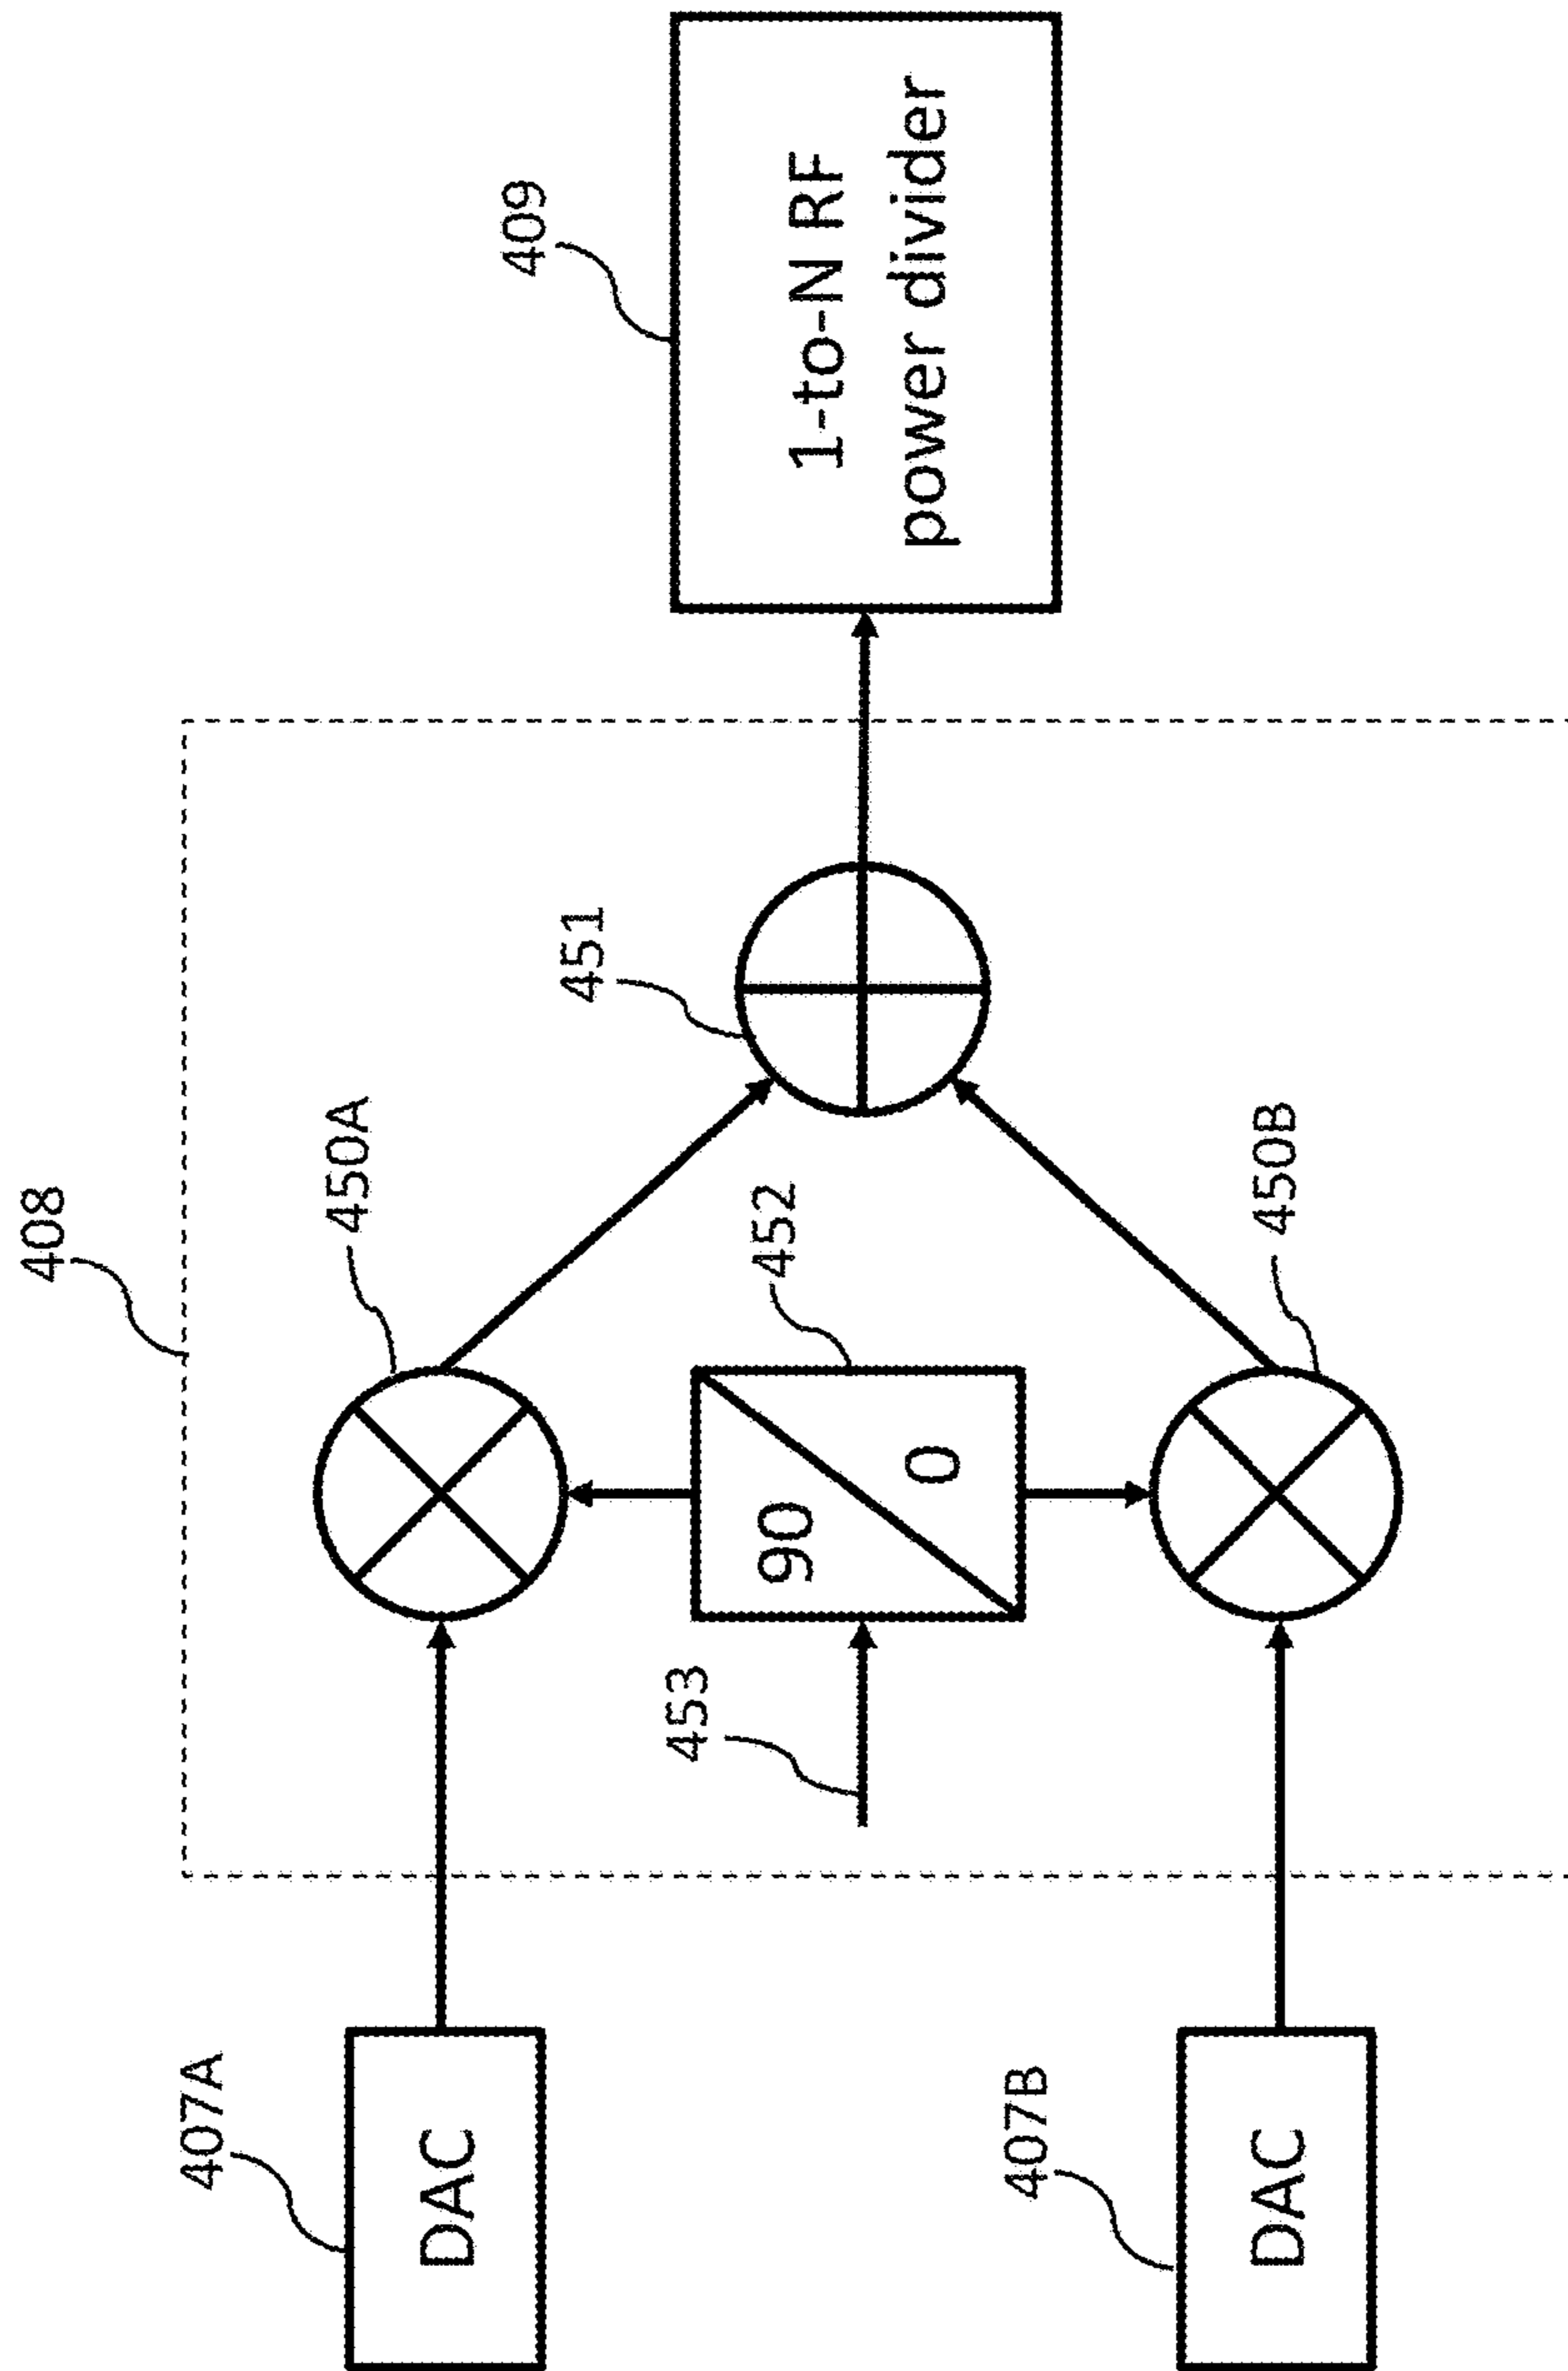 408
409
1-to-N RF
power divider
451
450A
452
90
0
453
450B
407A
DAC
407B
DAC